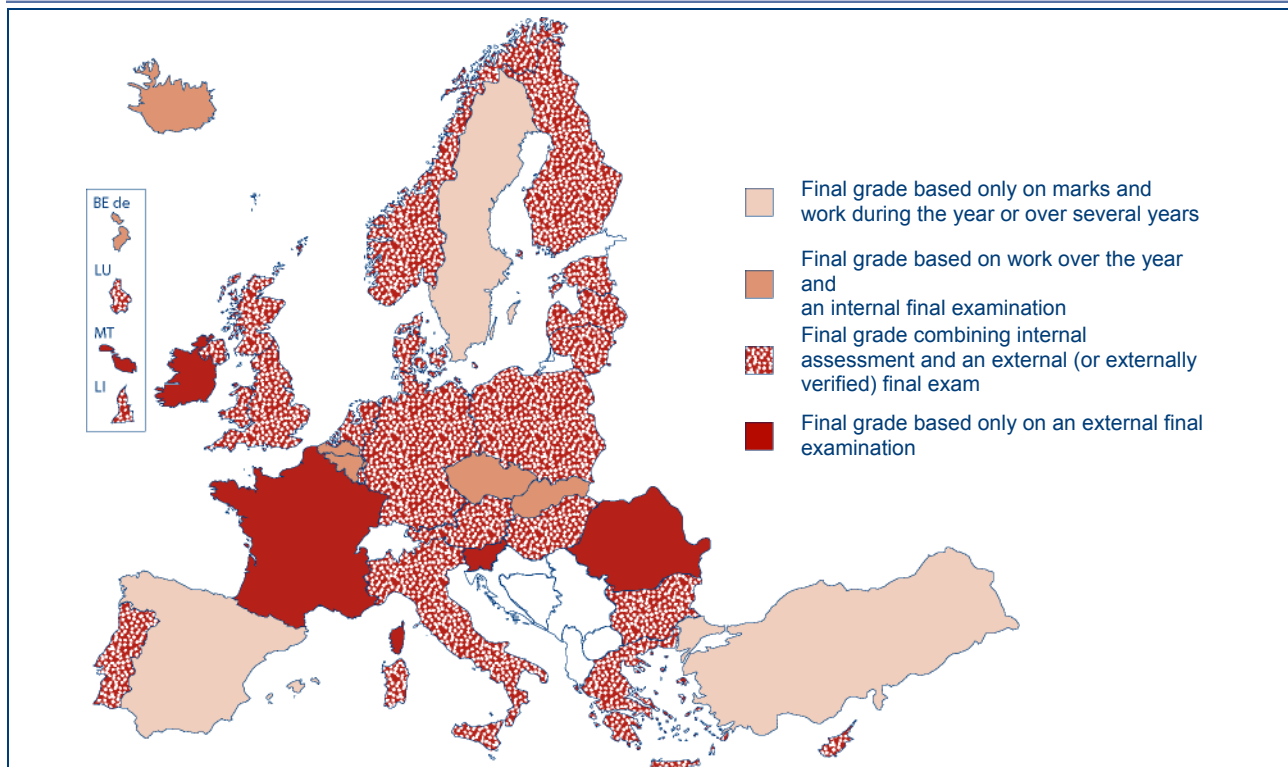 BE de
LU
MT
LI
Final grade based only on marks and
work during the year or over several years
Final grade based on work over the year
and
an internal final examination
Final grade combining internal
assessment and an external (or externally
verified) final exam
Final grade based only on an external final
examination